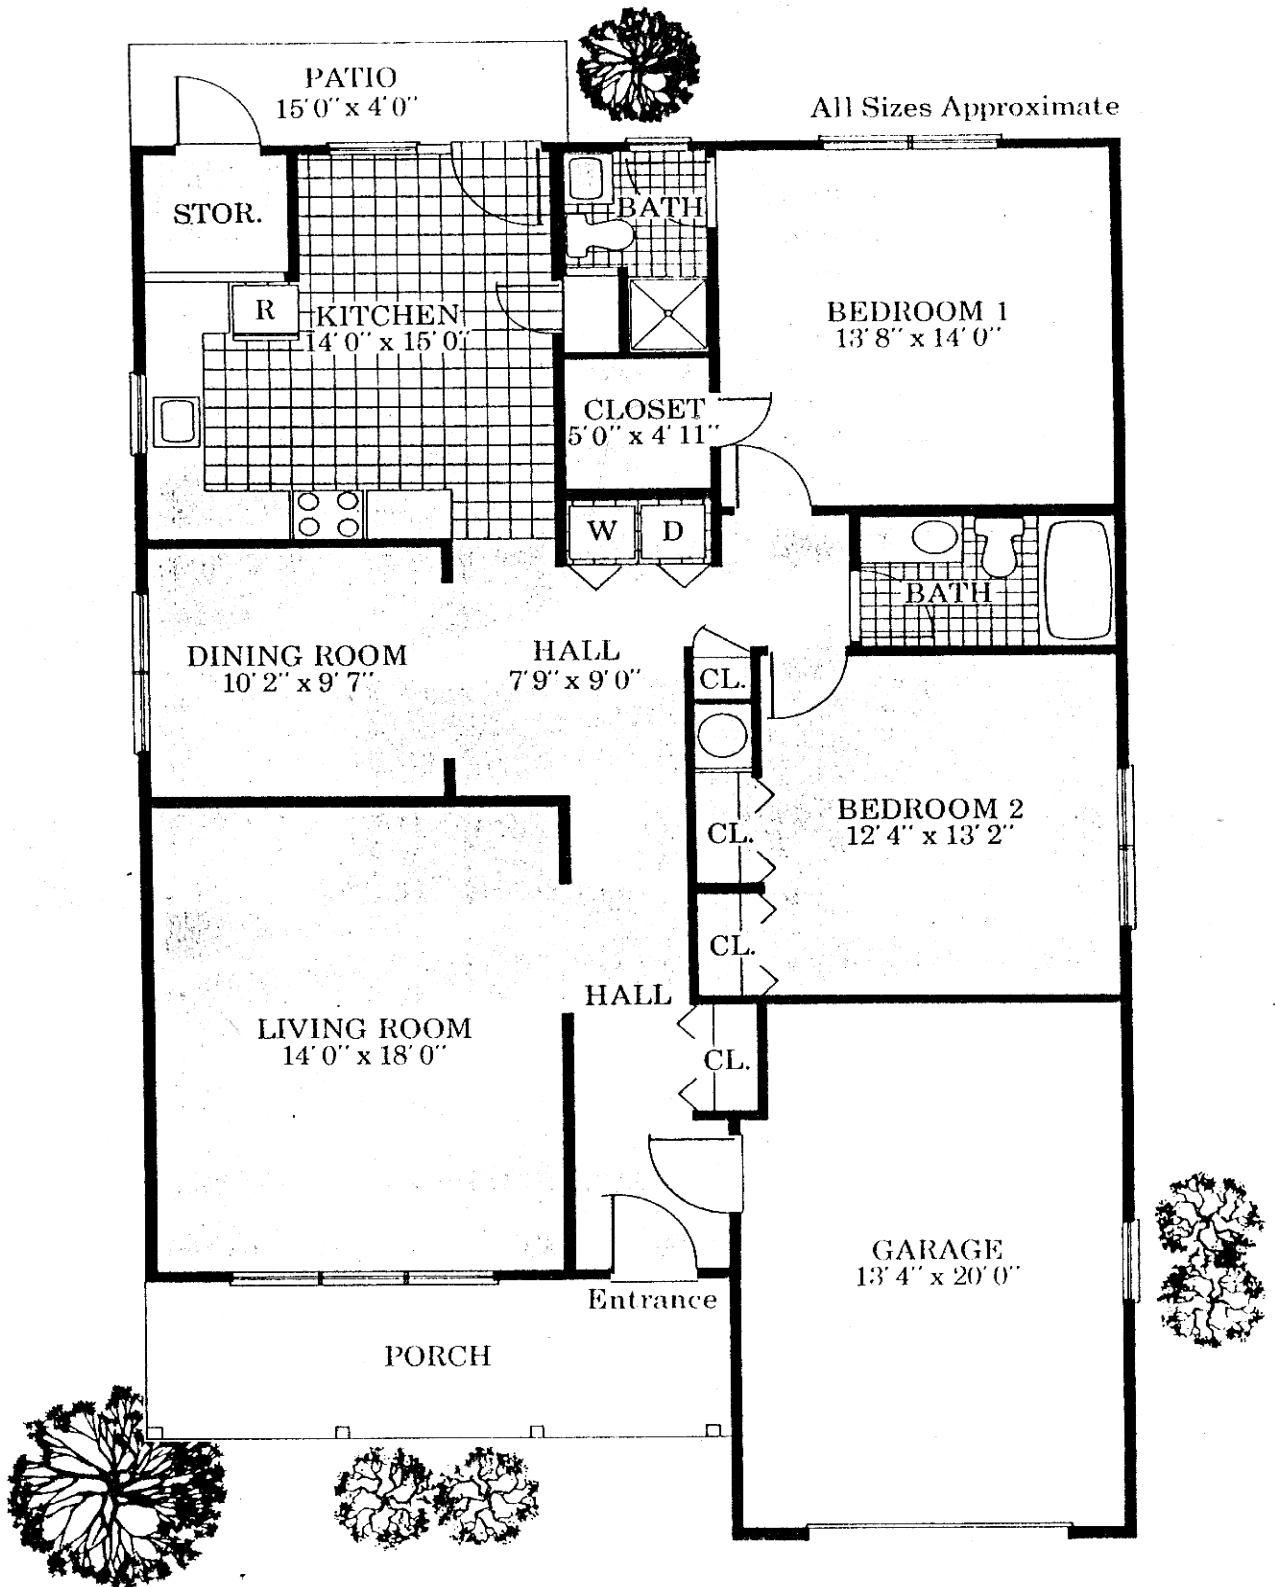 PATIO
15'0" x 4'0"
All Sizes Approximate
STOR.
BATH
R
KITCHEN
14'0" x 15'0"
BEDROOM 1
13'8" x 14'0"
CLOSET
5'0" x 4'11"
W
D
BATH
DINING ROOM
10'2" x 9'7"
HALL
7'9" x 9'0"
CL.
BEDROOM 2
12'4" x 13'2"
CL.
CL.
HALL
LIVING ROOM
14'0" x 18'0"
CL.
GARAGE
13'4" x 20'0"
Entrance
PORCH